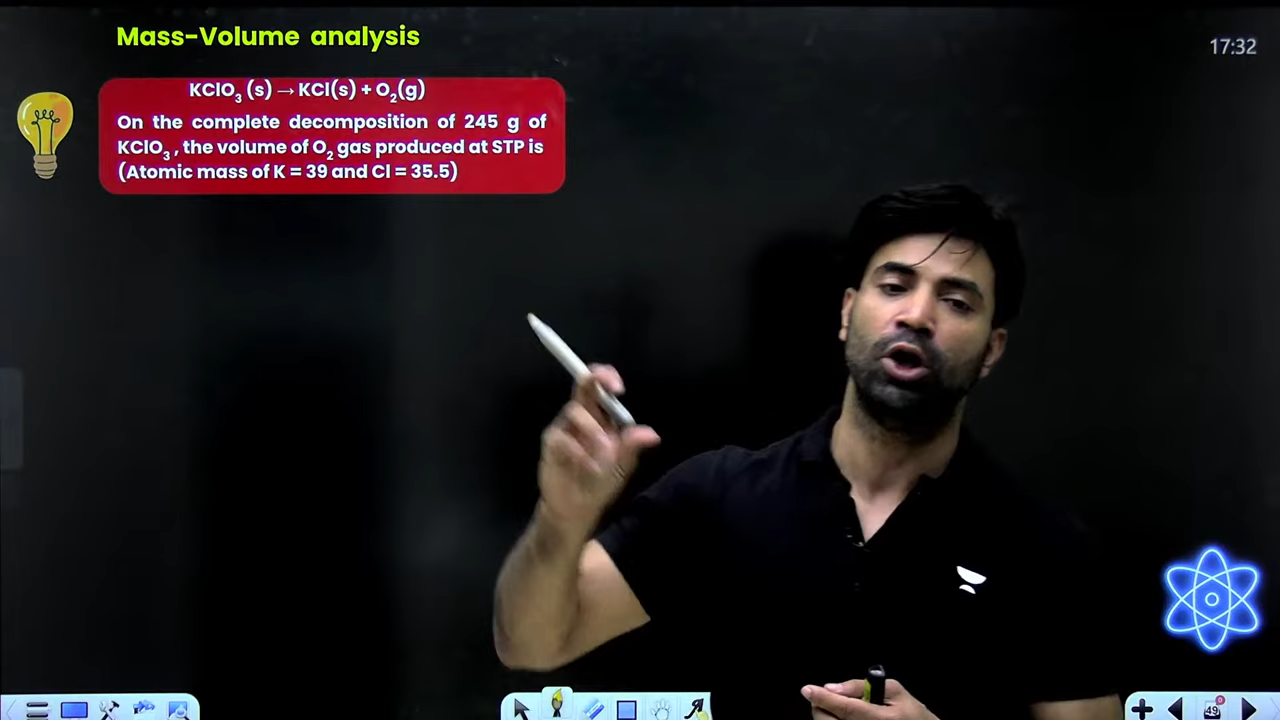 Mass-Volume analysis
17:32
KClO₃ (s) → KCl(s) + O₂(g)
On the complete decomposition of 245 g of
KClO₃ , the volume of O₂ gas produced at STP is
(Atomic mass of K = 39 and Cl = 35.5)
49